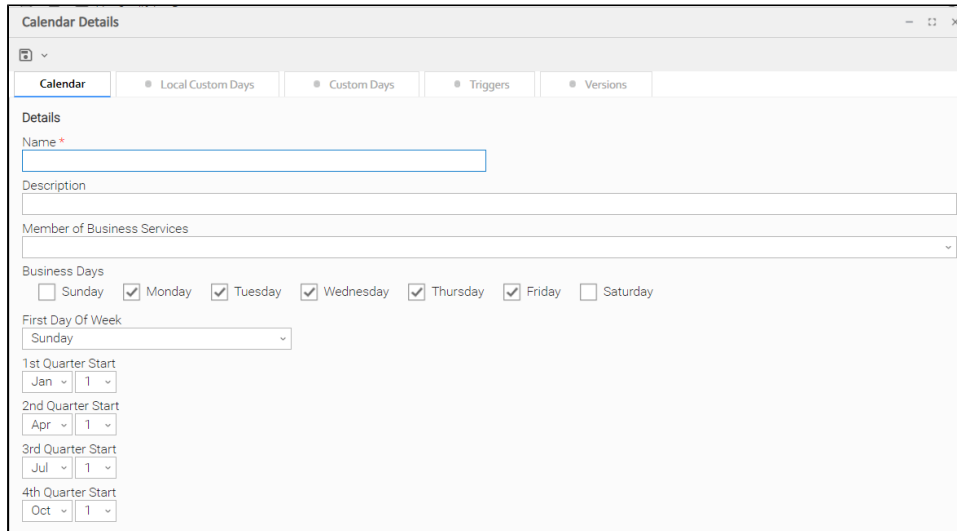 Calendar Details
Calendar Local Custom Days Custom Days Triggers Versions
Details
Name *
Description
Member of Business Services
Business Days
Sunday Monday Tuesday Wednesday Thursday Friday Saturday
First Day Of Week
Sunday
1st Quarter Start
Jan 1
2nd Quarter Start
Apr 1
3rd Quarter Start
Jul 1
4th Quarter Start
Oct 1